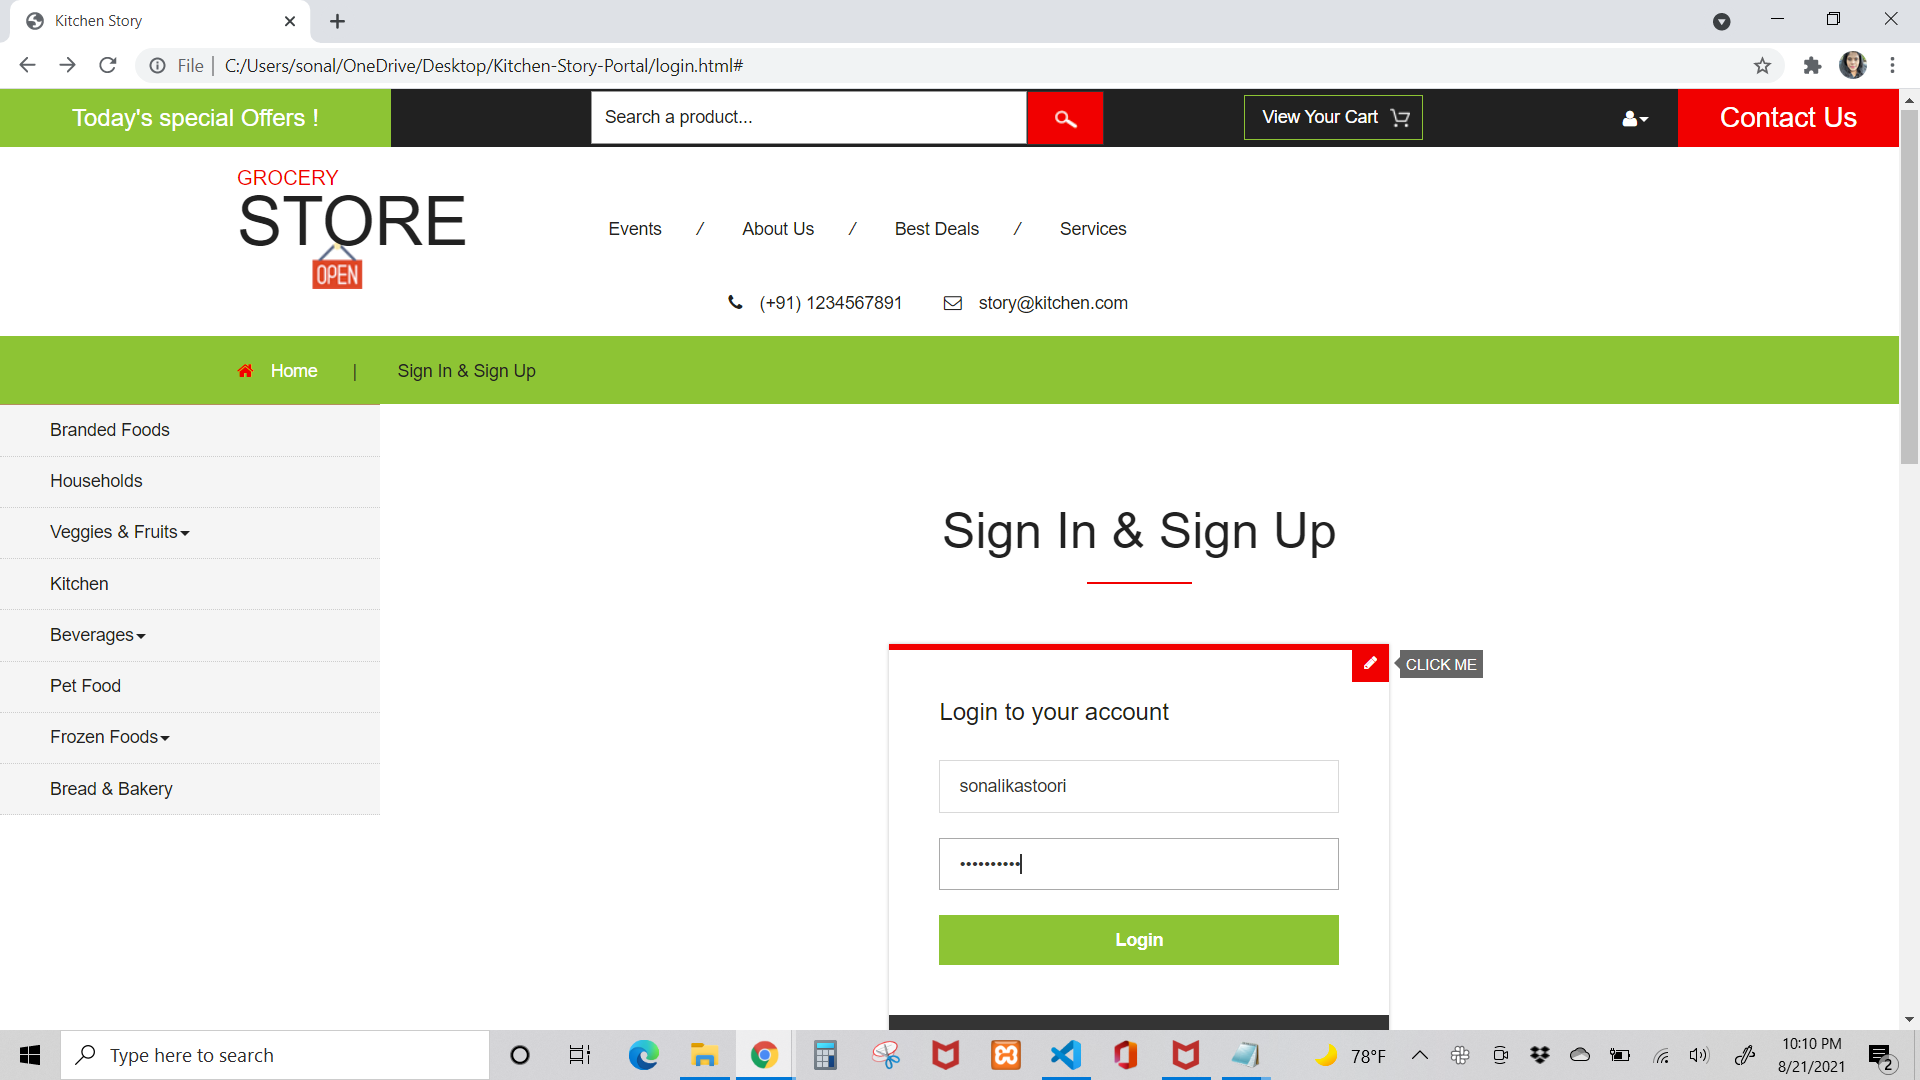 Kitchen Story
File
C:/Users/sonal/OneDrive/Desktop/Kitchen-Story-Portal/login.html#
Today's special Offers !
Search a product...
View Your Cart
Contact Us
GROCERY
STORE
OPEN
Events / About Us / Best Deals / Services
(+91) 1234567891
story@kitchen.com
Home | Sign In & Sign Up
Branded Foods
Households
Veggies & Fruits
Kitchen
Beverages
Pet Food
Frozen Foods
Bread & Bakery
Sign In & Sign Up
CLICK ME
Login to your account
sonalikastoori
••••••••••
Login
Type here to search
78°F
10:10 PM
8/21/2021
2